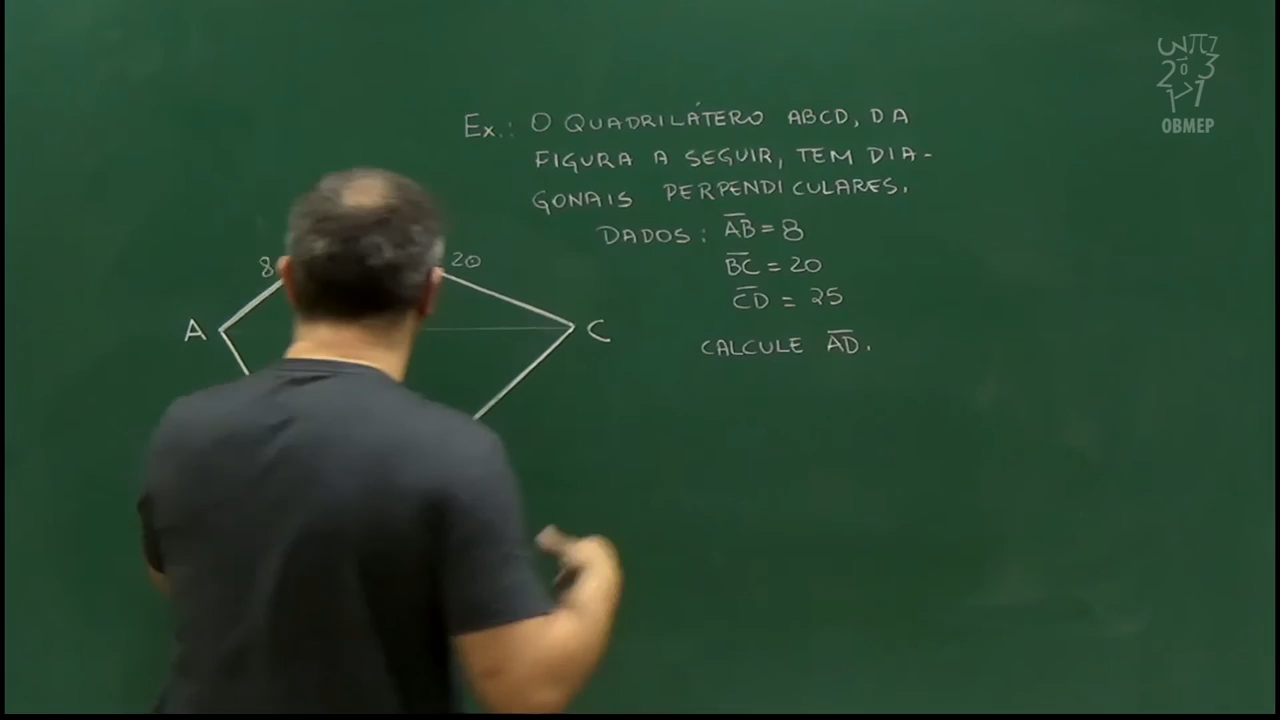 Ex.: O QUADRILÁTERO ABCD, DA
FIGURA A SEGUIR, TEM DIA-
GONAIS PERPENDICULARES.
DADOS: AB = 8
BC = 20
CD = 25
CALCULE AD.
8
20
A
C
OBMEP